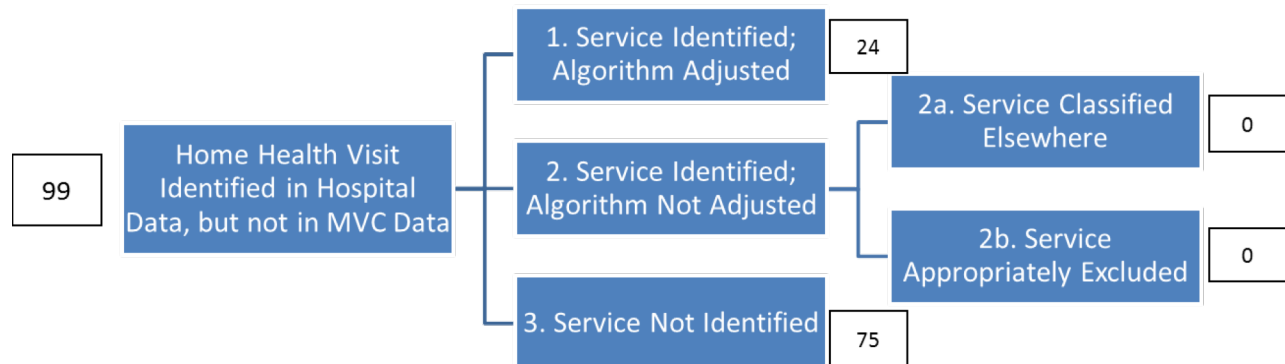 99
Home Health Visit
Identified in Hospital
Data, but not in MVC Data
1. Service Identified;
Algorithm Adjusted
24
2. Service Identified;
Algorithm Not Adjusted
2a. Service Classified
Elsewhere
0
2b. Service
Appropriately Excluded
0
3. Service Not Identified
75